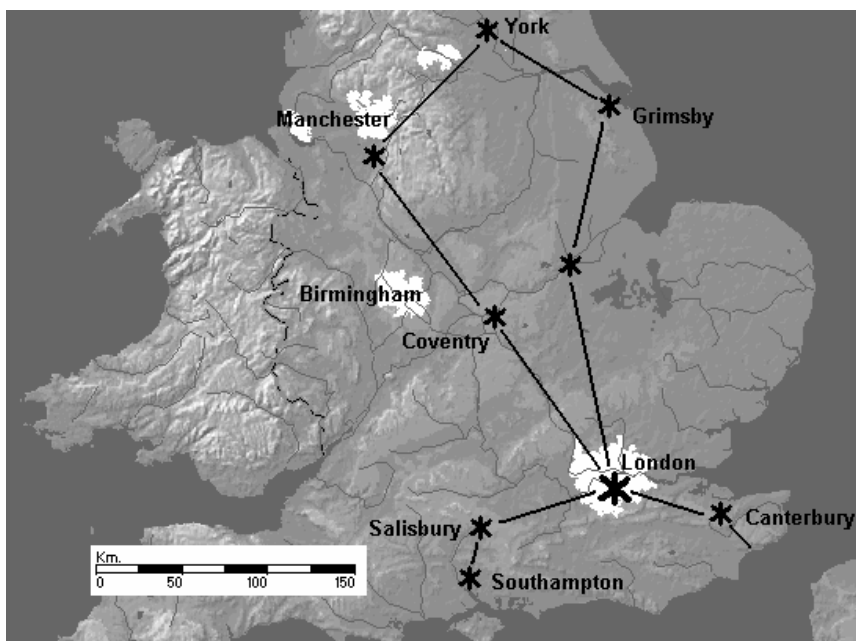 York
Manchester
Grimsby
Birmingham
Coventry
London
Salisbury
Canterbury
Southampton
Km.
0 50 100 150